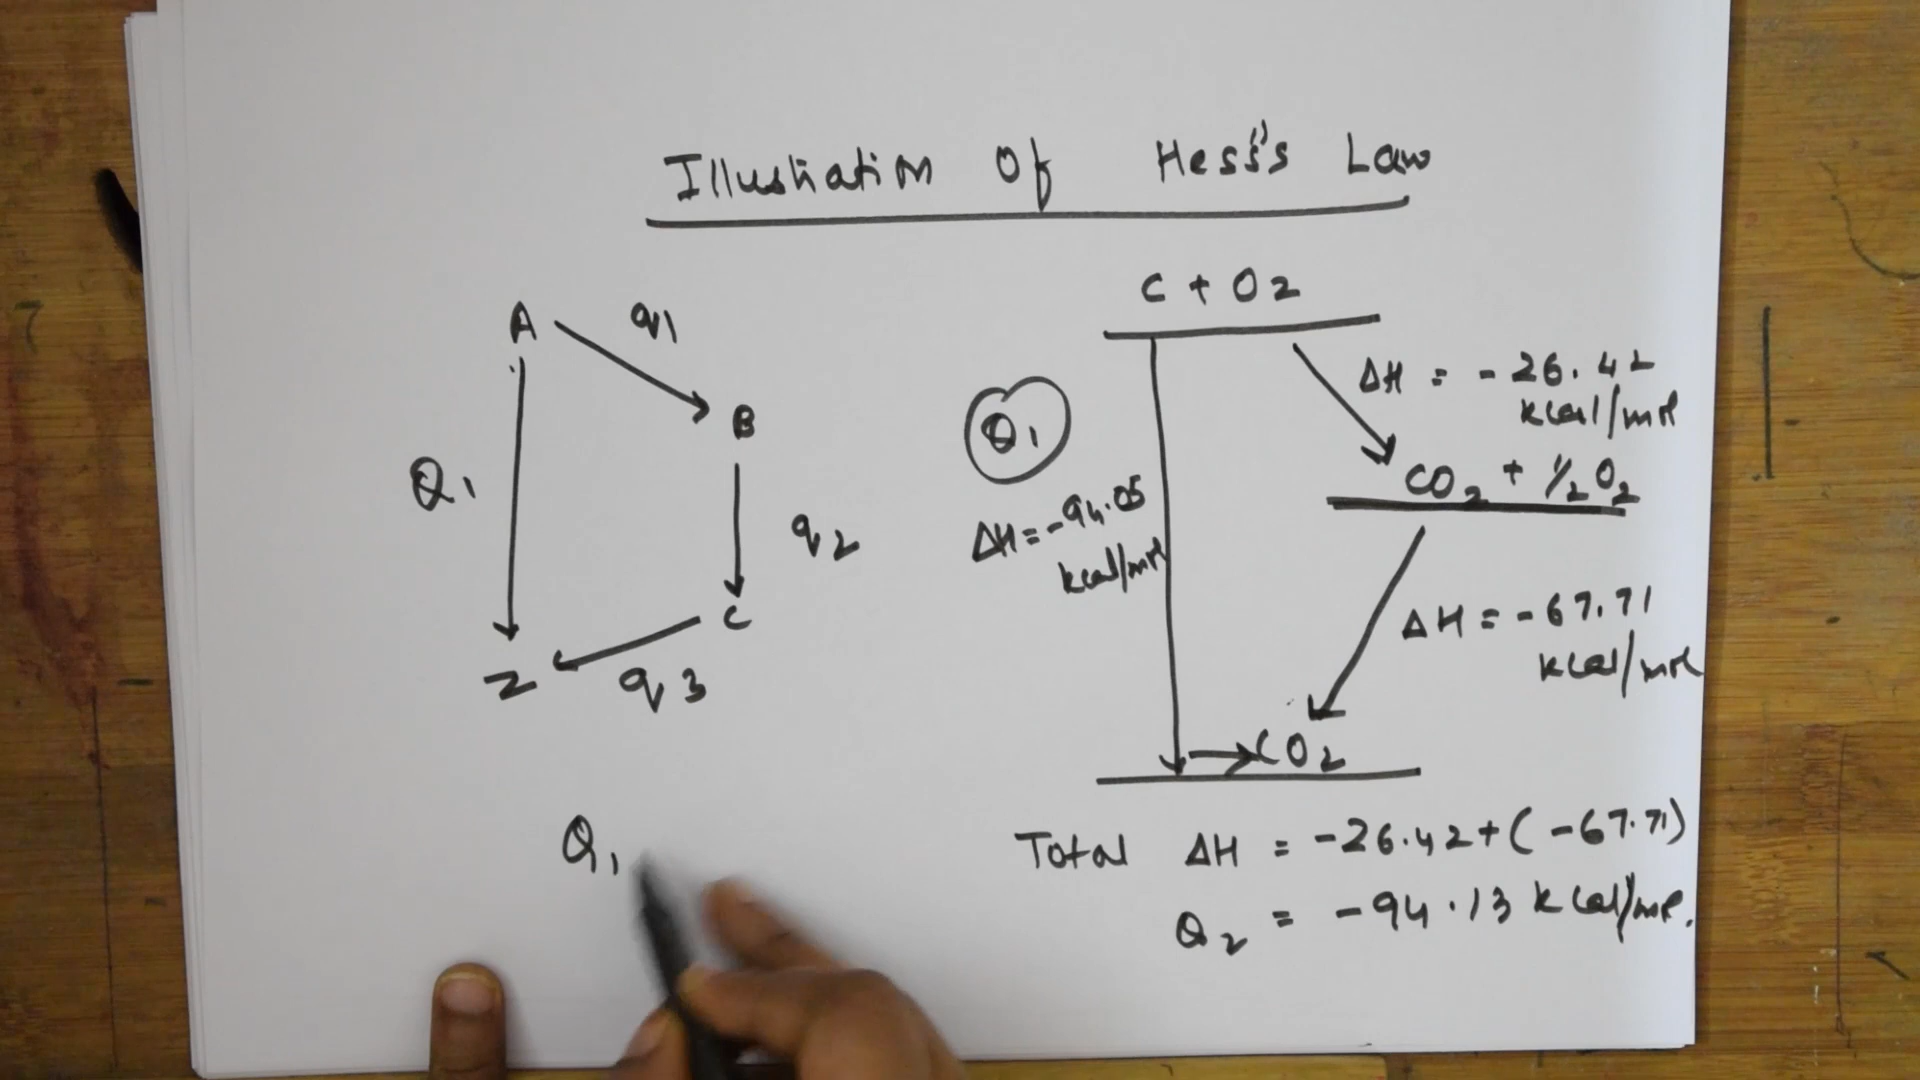 Illustration Of Hess's Law
A
q1
B
Q1
q2
C
Z
q3
Q1
C + O2
ΔH = -26.42
kcal/mol
Q1
ΔH = -94.05
kcal/mol
CO2 + 1/2O2
ΔH = -67.71
kcal/mol
CO2
Total ΔH = -26.42+(-67.71)
Q2 = -94.13 kcal/mol.